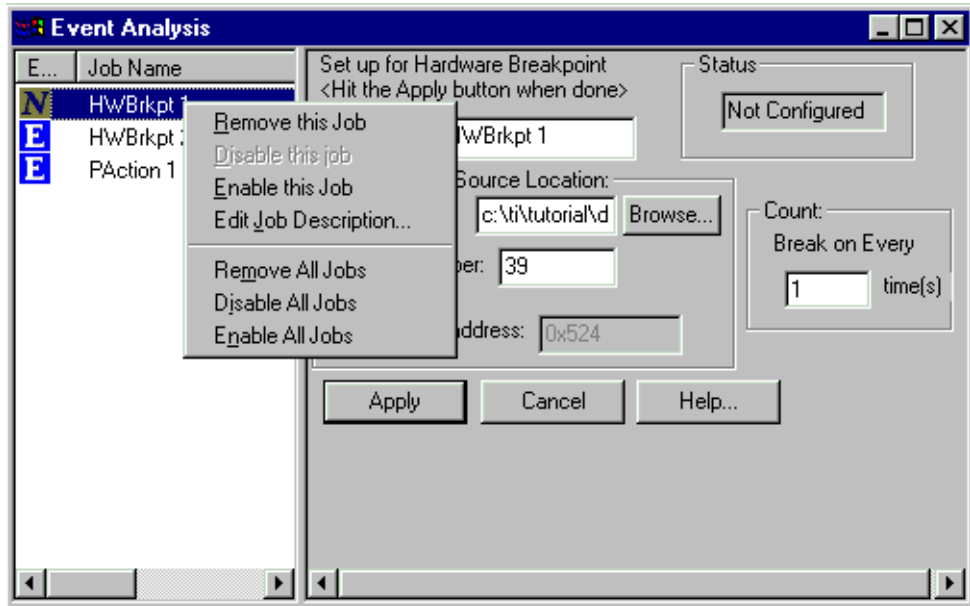 Event Analysis
E... Job Name
N HWBrkpt 1
E HWBrkpt
E PAction 1
Remove this Job
Disable this job
Enable this Job
Edit Job Description...
Remove All Jobs
Disable All Jobs
Enable All Jobs
Set up for Hardware Breakpoint
<Hit the Apply button when done>
HWBrkpt 1
Source Location:
c:\ti\tutorial\d Browse...
39
address: 0x524
Status
Not Configured
Count:
Break on Every
1 time(s)
Apply Cancel Help...